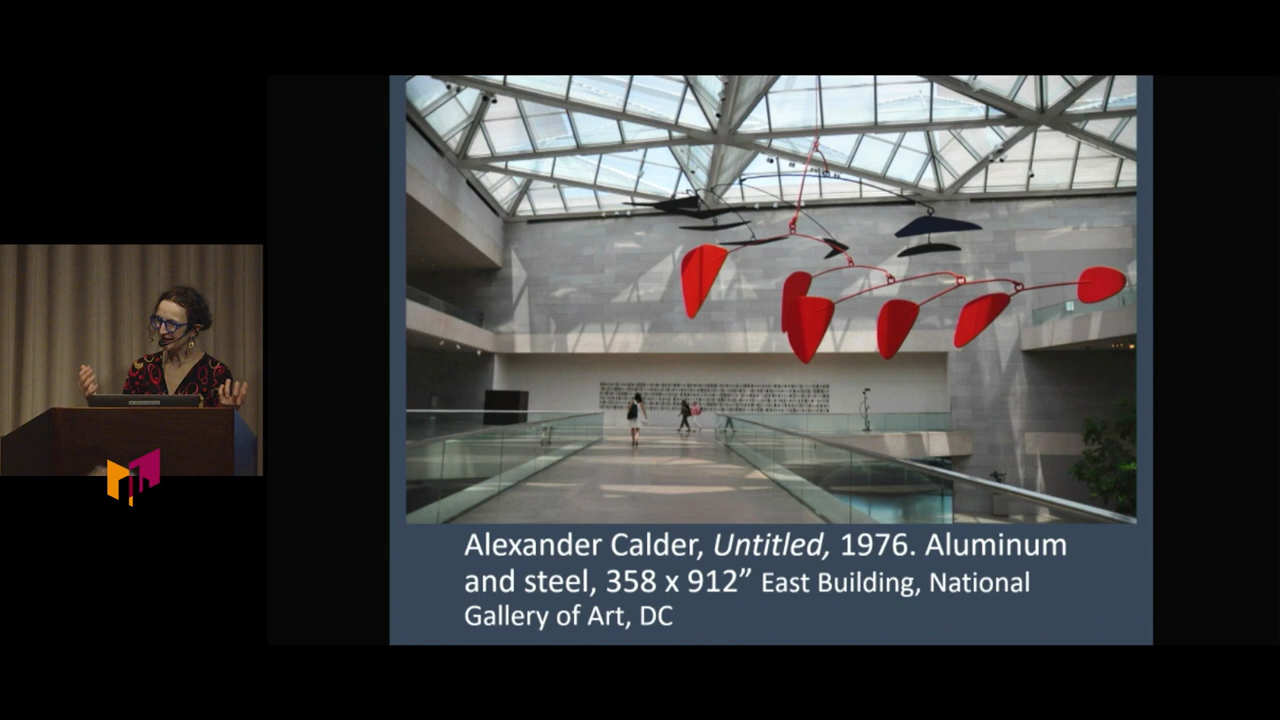 Alexander Calder, Untitled, 1976. Aluminum
and steel, 358 x 912” East Building, National
Gallery of Art, DC